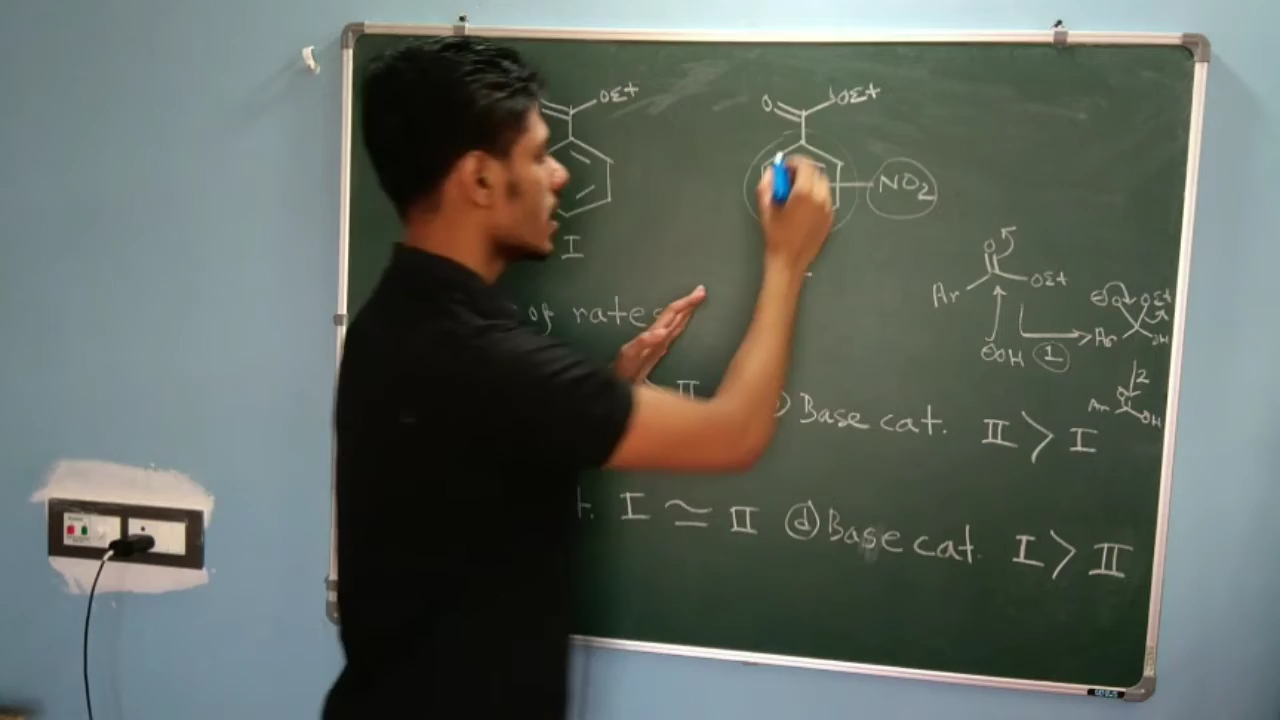 OEt
O OEt
NO2
I
O
Ar OEt
⊖O OEt
⊖OH 1 Ar OH
of rates
2
O
Ar OH
II
Base cat. II > I
t. I ≃ II (d) Base cat. I > II